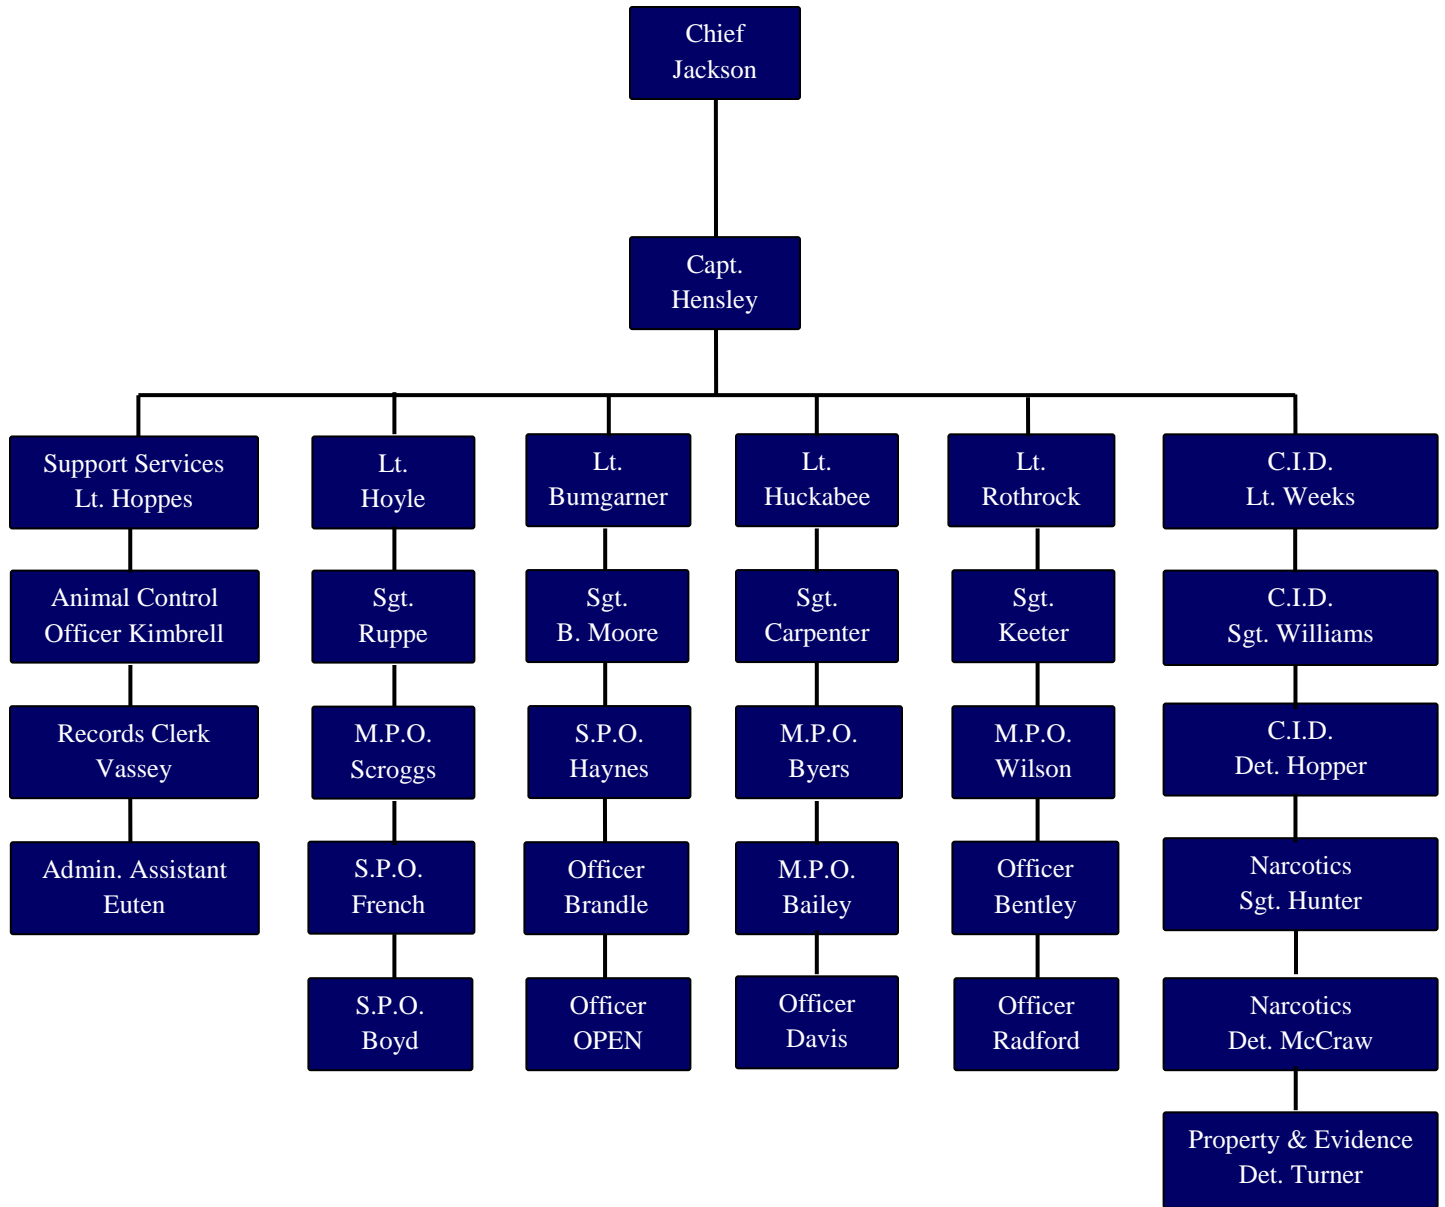 Chief
Jackson
Capt.
Hensley
Support Services
Lt. Hoppes
Lt.
Hoyle
Lt.
Bumgarner
Lt.
Huckabee
Lt.
Rothrock
C.I.D.
Lt. Weeks
Animal Control
Officer Kimbrell
Sgt.
Ruppe
Sgt.
B. Moore
Sgt.
Carpenter
Sgt.
Keeter
C.I.D.
Sgt. Williams
Records Clerk
Vassey
M.P.O.
Scroggs
S.P.O.
Haynes
M.P.O.
Byers
M.P.O.
Wilson
C.I.D.
Det. Hopper
Admin. Assistant
Euten
S.P.O.
French
Officer
Brandle
M.P.O.
Bailey
Officer
Bentley
Narcotics
Sgt. Hunter
S.P.O.
Boyd
Officer
OPEN
Officer
Davis
Officer
Radford
Narcotics
Det. McCraw
Property & Evidence
Det. Turner